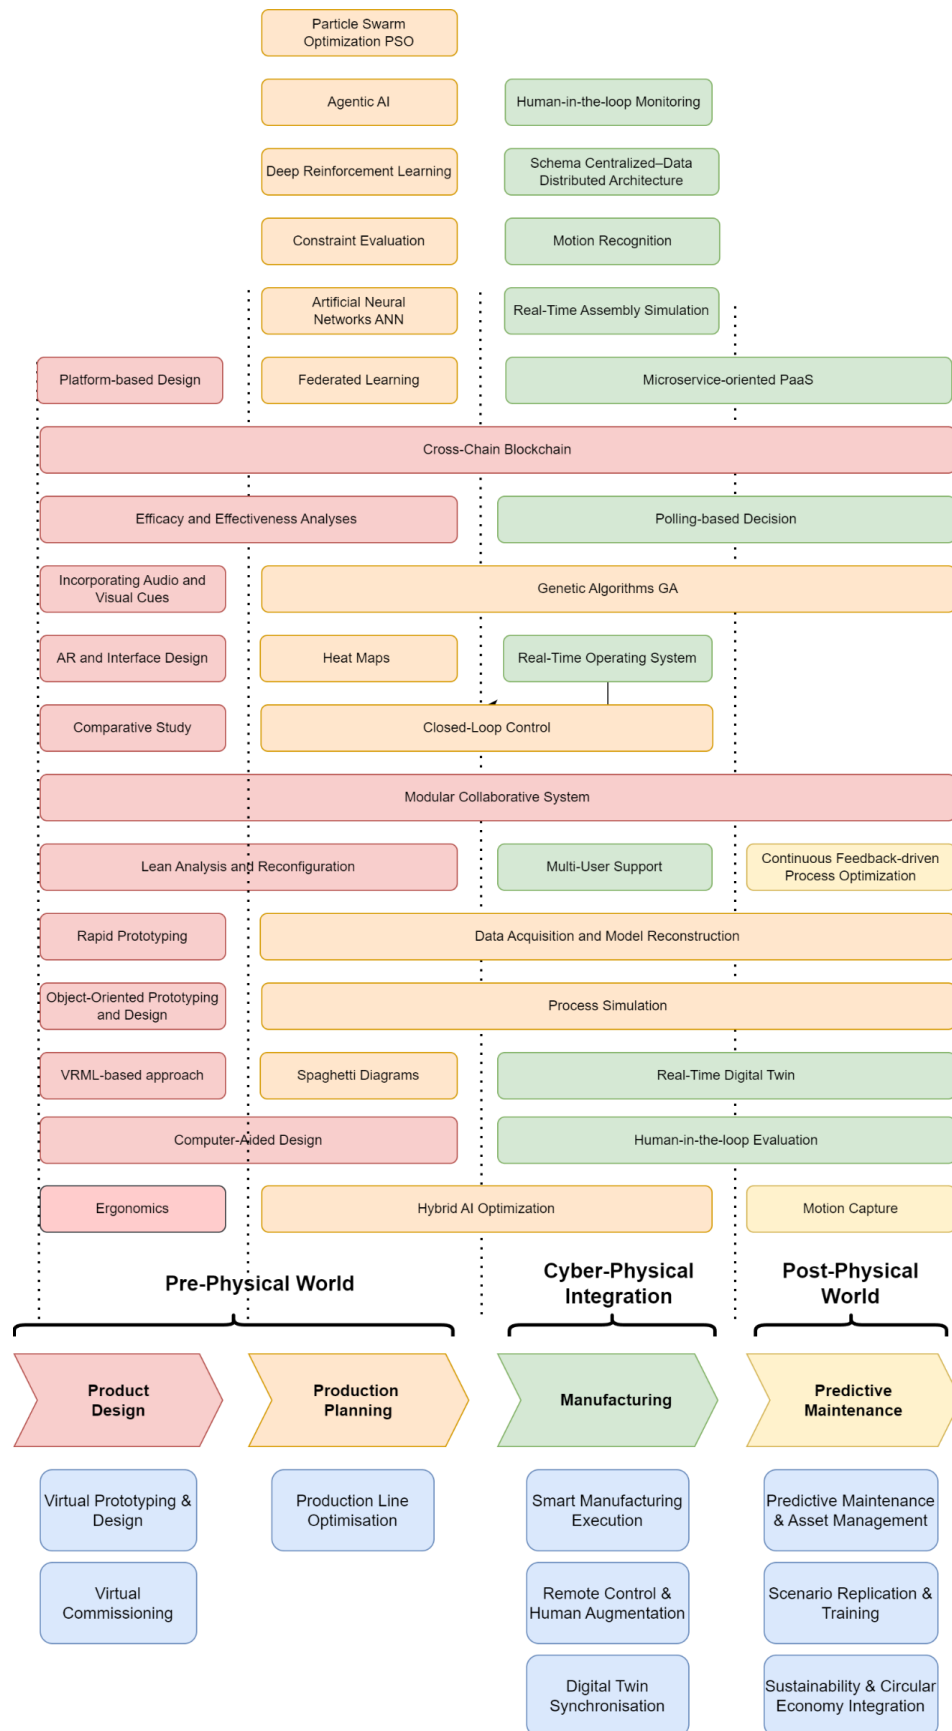 Particle Swarm
Optimization PSO
Agentic AI
Human-in-the-loop Monitoring
Deep Reinforcement Learning
Schema Centralized–Data
Distributed Architecture
Constraint Evaluation
Motion Recognition
Artificial Neural
Networks ANN
Real-Time Assembly Simulation
Platform-based Design
Federated Learning
Microservice-oriented PaaS
Cross-Chain Blockchain
Efficacy and Effectiveness Analyses
Polling-based Decision
Incorporating Audio and
Visual Cues
Genetic Algorithms GA
AR and Interface Design
Heat Maps
Real-Time Operating System
Comparative Study
Closed-Loop Control
Modular Collaborative System
Lean Analysis and Reconfiguration
Multi-User Support
Continuous Feedback-driven
Process Optimization
Rapid Prototyping
Data Acquisition and Model Reconstruction
Object-Oriented Prototyping
and Design
Process Simulation
VRML-based approach
Spaghetti Diagrams
Real-Time Digital Twin
Computer-Aided Design
Human-in-the-loop Evaluation
Ergonomics
Hybrid AI Optimization
Motion Capture
Pre-Physical World
Cyber-Physical
Integration
Post-Physical
World
Product
Design
Production
Planning
Manufacturing
Predictive
Maintenance
Virtual Prototyping &
Design
Production Line
Optimisation
Smart Manufacturing
Execution
Predictive Maintenance
& Asset Management
Virtual
Commissioning
Remote Control &
Human Augmentation
Scenario Replication &
Training
Digital Twin
Synchronisation
Sustainability & Circular
Economy Integration